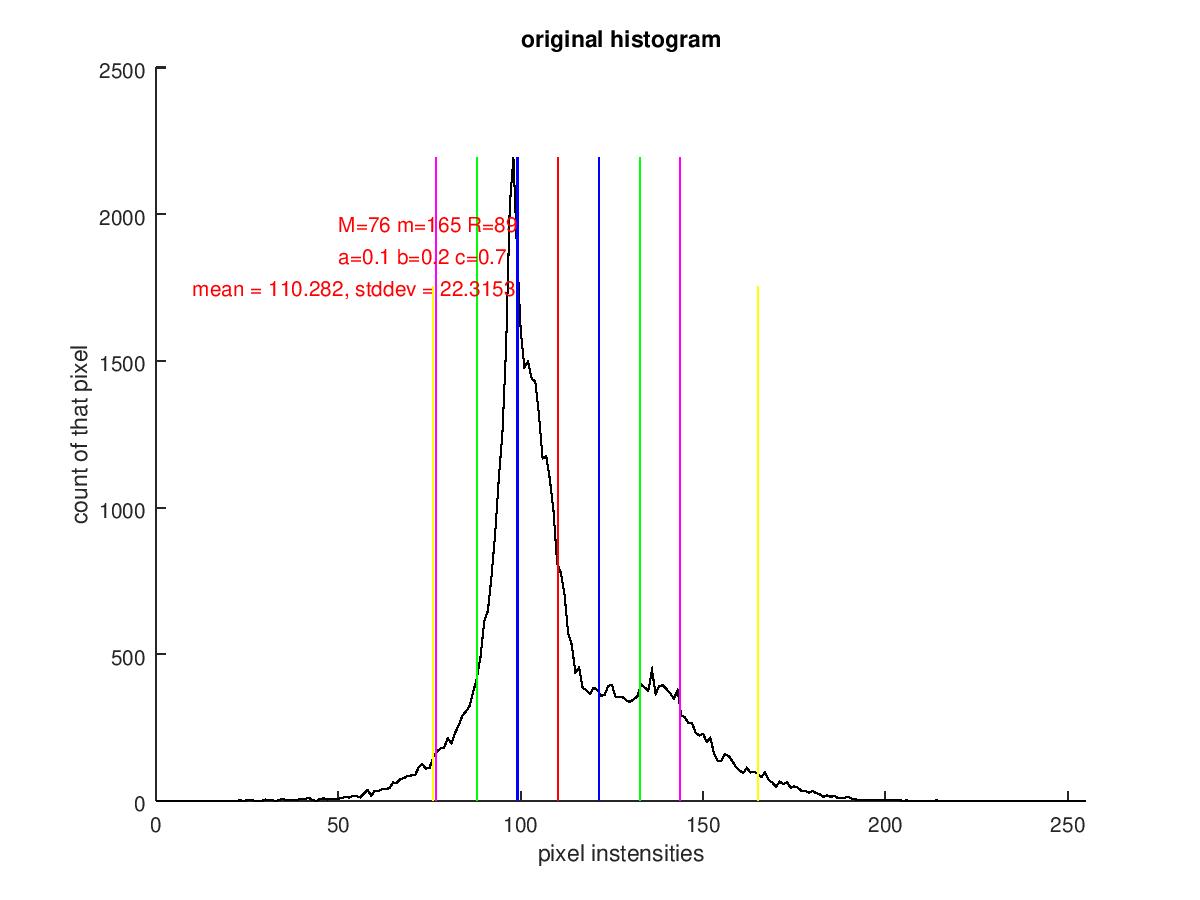 original histogram
2500
2000
1500
1000
500
0
count of that pixel
M=76 m=165 R=89
a=0.1 b=0.2 c=0.7
mean = 110.282, stddev = 22.3153
0 50 100 150 200 250
pixel instensities